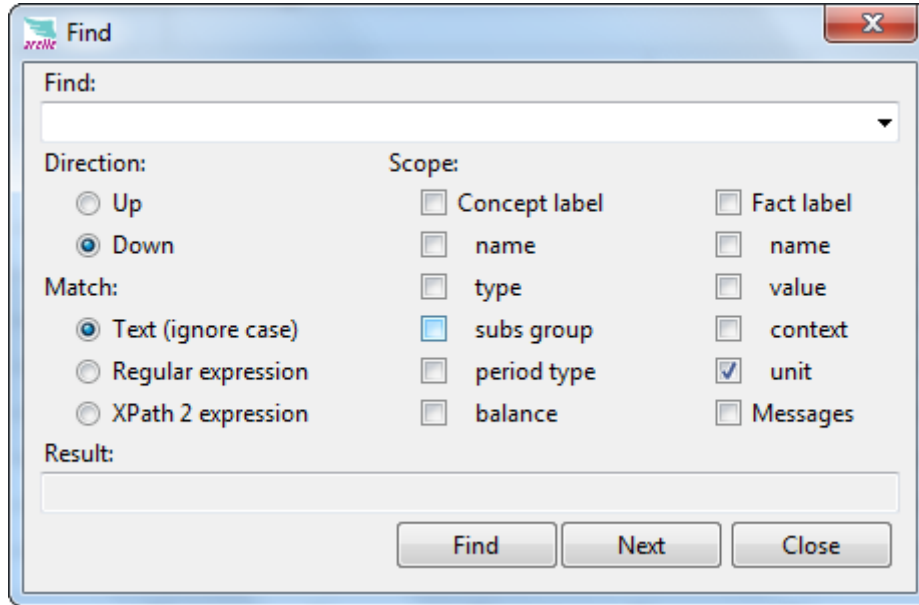 arelle Find
Find:
Direction: Scope:
Up Concept label Fact label
Down name name
Match: type value
Text (ignore case) subs group context
Regular expression period type unit
XPath 2 expression balance Messages
Result:
Find Next Close